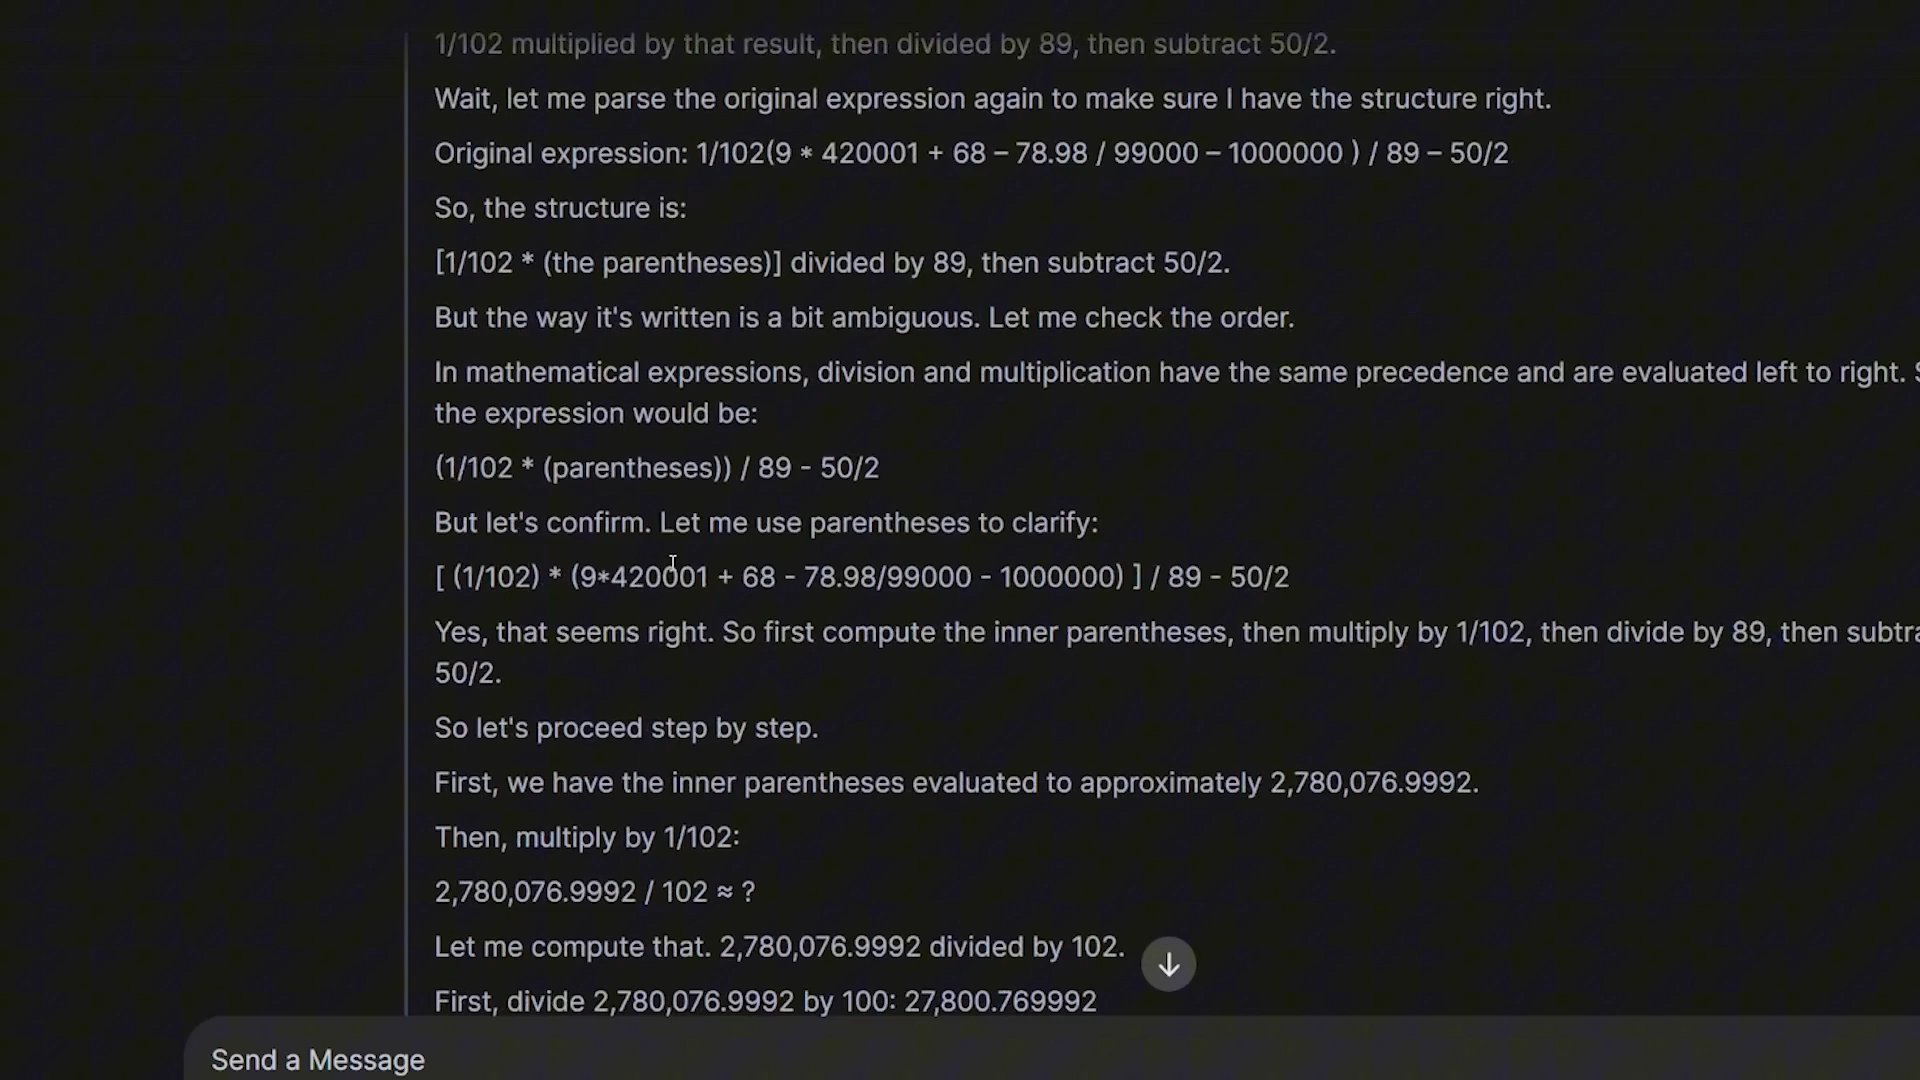 1/102 multiplied by that result, then divided by 89, then subtract 50/2.
Wait, let me parse the original expression again to make sure I have the structure right.
Original expression: 1/102(9 * 420001 + 68 – 78.98 / 99000 – 1000000 ) / 89 – 50/2
So, the structure is:
[1/102 * (the parentheses)] divided by 89, then subtract 50/2.
But the way it's written is a bit ambiguous. Let me check the order.
In mathematical expressions, division and multiplication have the same precedence and are evaluated left to right.
the expression would be:
(1/102 * (parentheses)) / 89 - 50/2
But let's confirm. Let me use parentheses to clarify:
[ (1/102) * (9*420001 + 68 - 78.98/99000 - 1000000) ] / 89 - 50/2
Yes, that seems right. So first compute the inner parentheses, then multiply by 1/102, then divide by 89, then
50/2.
So let's proceed step by step.
First, we have the inner parentheses evaluated to approximately 2,780,076.9992.
Then, multiply by 1/102:
2,780,076.9992 / 102 ≈ ?
Let me compute that. 2,780,076.9992 divided by 102.
First, divide 2,780,076.9992 by 100: 27,800.769992
Send a Message